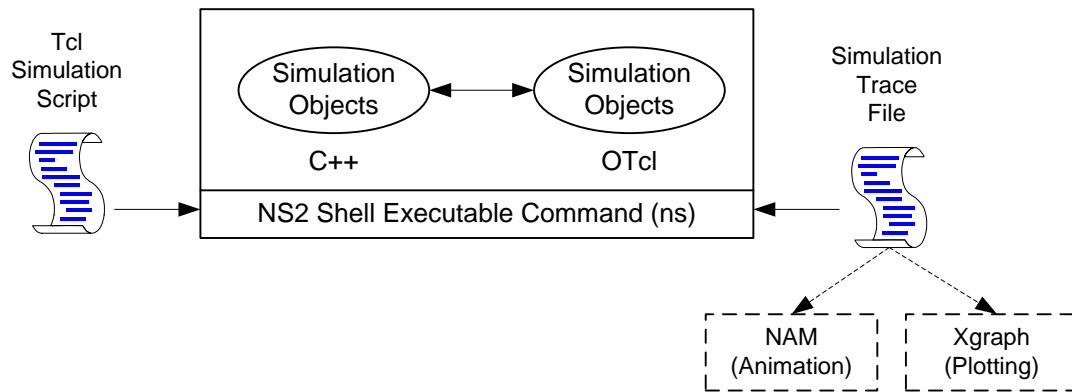 Tcl
Simulation
Script
Simulation
Objects
Simulation
Objects
C++
OTcl
NS2 Shell Executable Command (ns)
Simulation
Trace
File
NAM
(Animation)
Xgraph
(Plotting)